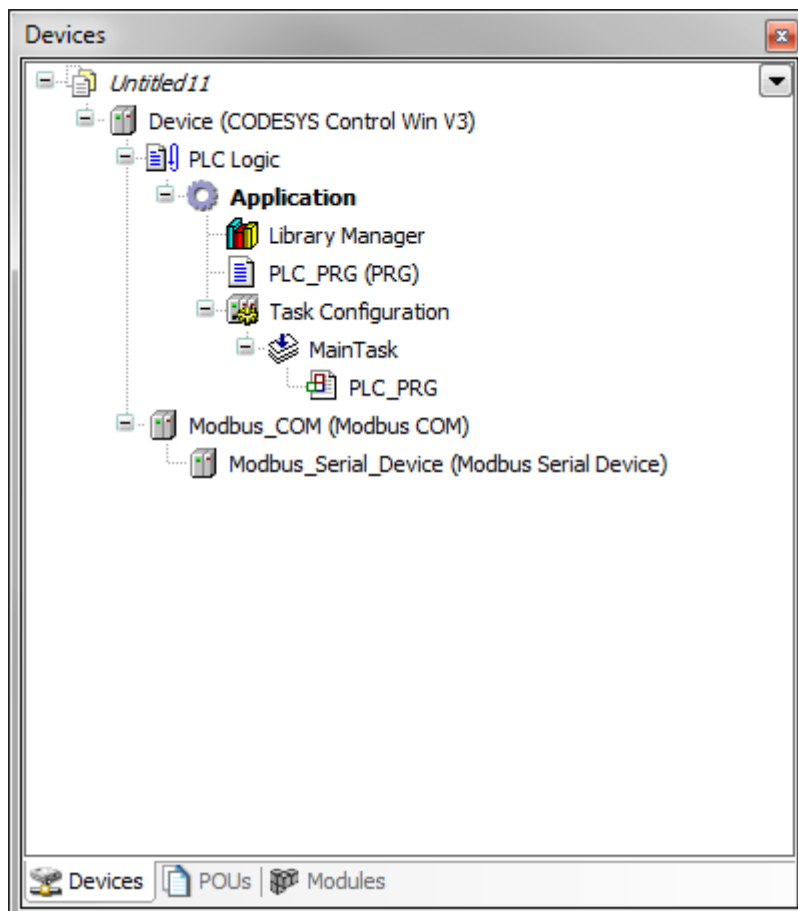 Devices
Untitled11
Device (CODESYS Control Win V3)
PLC Logic
Application
Library Manager
PLC_PRG (PRG)
Task Configuration
MainTask
PLC_PRG
Modbus_COM (Modbus COM)
Modbus_Serial_Device (Modbus Serial Device)
Devices POUs Modules